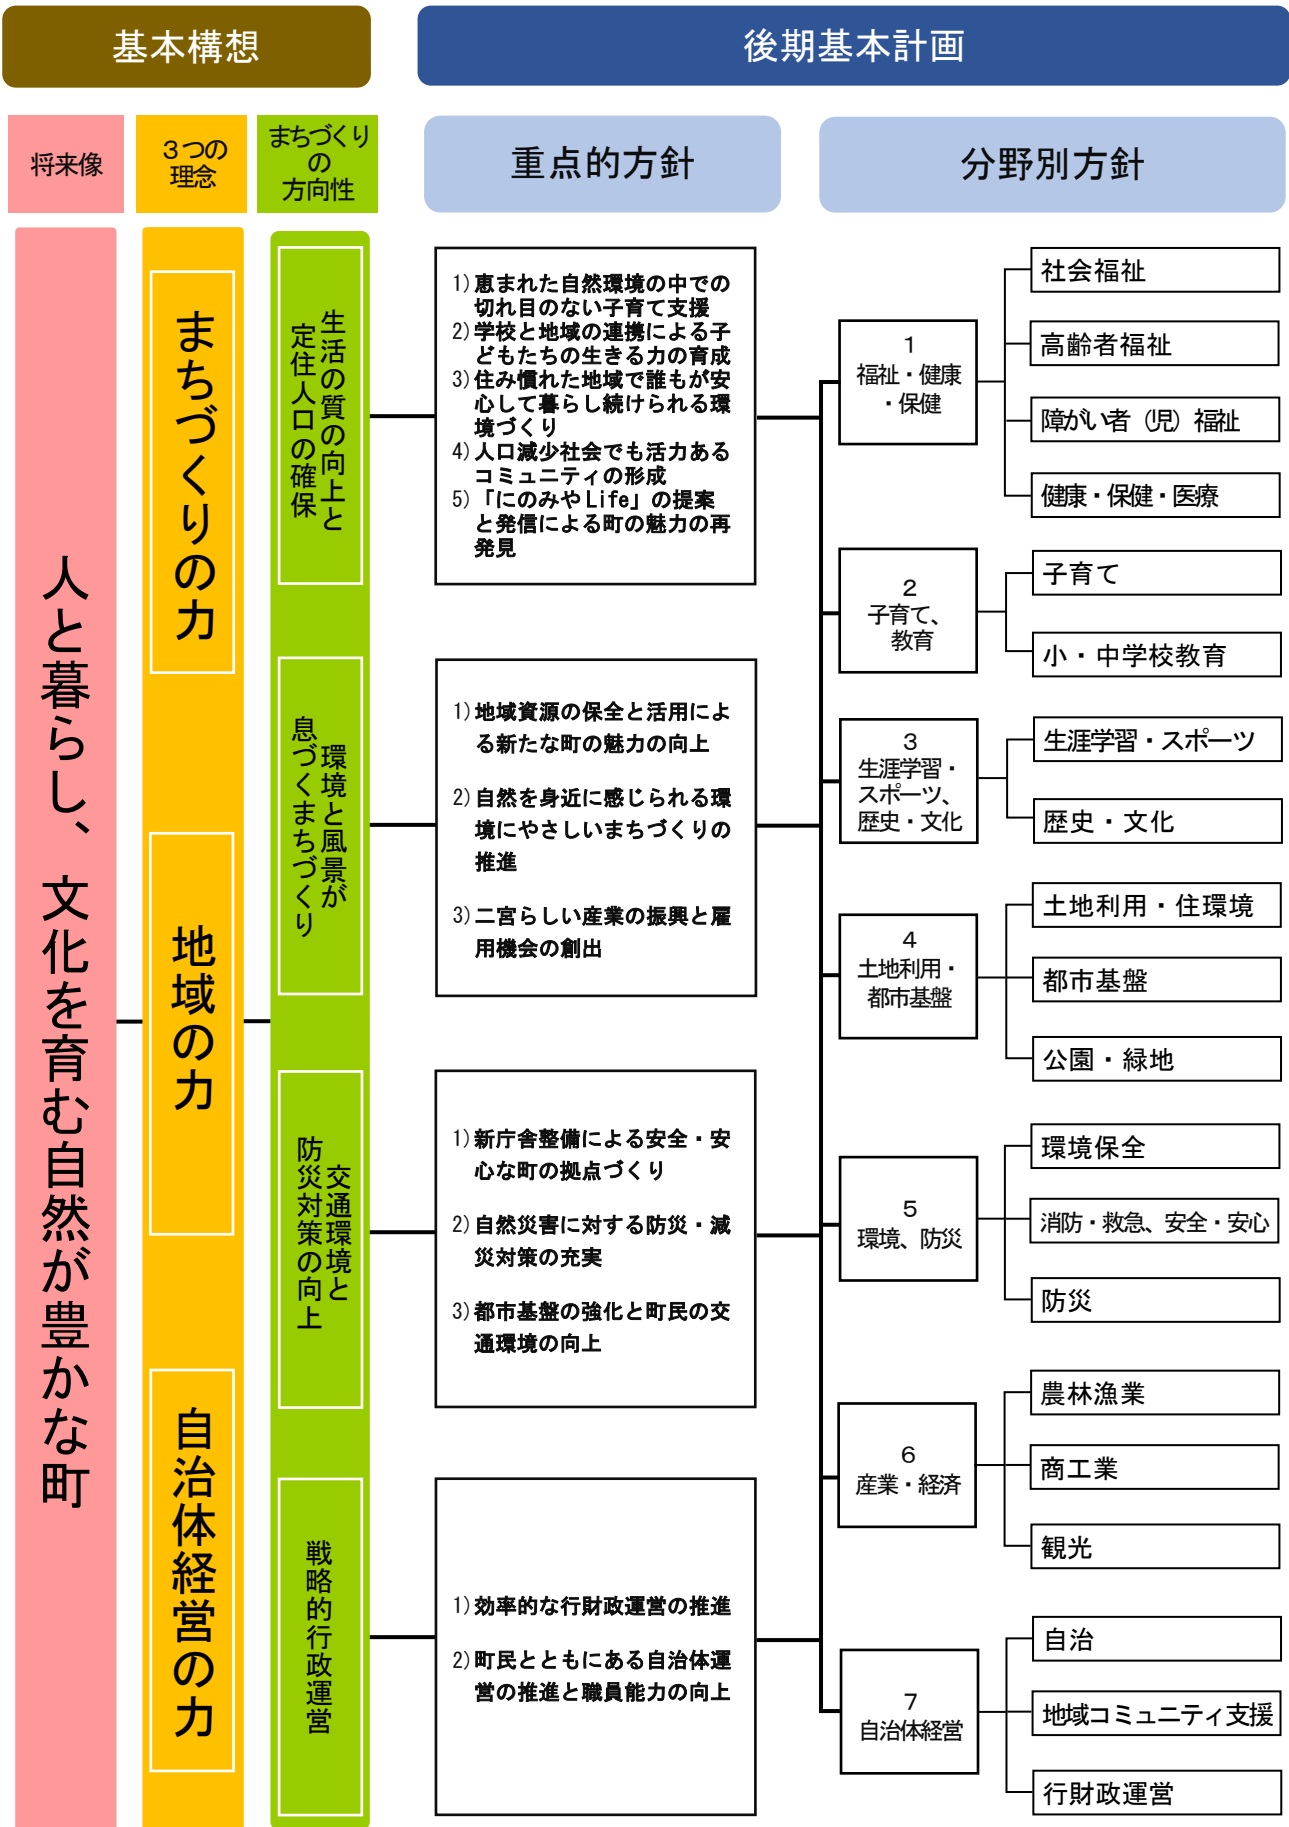 基本構想
後期基本計画
将来像
３つの
理念
まちづくり
の
方向性
重点的方針
分野別方針
人と暮らし、文化を育む自然が豊かな町
まちづくりの力
地域の力
自治体経営の力
生活の質の向上と
定住人口の確保
環境と風景が
息づくまちづくり
交通環境と
防災対策の向上
戦略的行政運営
1)恵まれた自然環境の中での
切れ目のない子育て支援
2)学校と地域の連携による子
どもたちの生きる力の育成
3)住み慣れた地域で誰もが安
心して暮らし続けられる環
境づくり
4)人口減少社会でも活力ある
コミュニティの形成
5)「にのみやLife」の提案
と発信による町の魅力の再
発見
1)地域資源の保全と活用によ
る新たな町の魅力の向上
2)自然を身近に感じられる環
境にやさしいまちづくりの
推進
3)二宮らしい産業の振興と雇
用機会の創出
1)新庁舎整備による安全・安
心な町の拠点づくり
2)自然災害に対する防災・減
災対策の充実
3)都市基盤の強化と町民の交
通環境の向上
1)効率的な行財政運営の推進
2)町民とともにある自治体運
営の推進と職員能力の向上
1
福祉・健康
・保健
社会福祉
高齢者福祉
障がい者（児）福祉
健康・保健・医療
2
子育て、
教育
子育て
小・中学校教育
3
生涯学習・
スポーツ、
歴史・文化
生涯学習・スポーツ
歴史・文化
4
土地利用・
都市基盤
土地利用・住環境
都市基盤
公園・緑地
5
環境、防災
環境保全
消防・救急、安全・安心
防災
6
産業・経済
農林漁業
商工業
観光
7
自治体経営
自治
地域コミュニティ支援
行財政運営